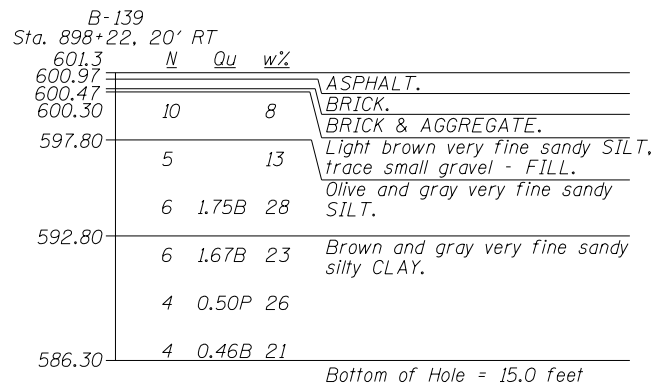 B-139
Sta. 898+22, 20' RT
601.3 N Qu w%
600.97 ASPHALT.
600.47 BRICK.
600.30 10 8 BRICK & AGGREGATE.
597.80 Light brown very fine sandy SILT,
5 13 trace small gravel - FILL.
Olive and gray very fine sandy
6 1.75B 28 SILT.
592.80
6 1.67B 23 Brown and gray very fine sandy
silty CLAY.
4 0.50P 26
4 0.46B 21
586.30
Bottom of Hole = 15.0 feet